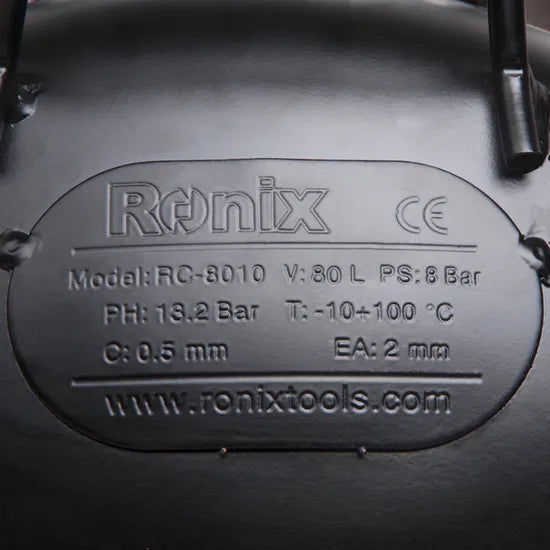 Ronix CE
Model: RC-8010 V: 80 L PS: 8 Bar
PH: 13.2 Bar T: -10+100 °C
C: 0.5 mm EA: 2 mm
www.ronixtools.com